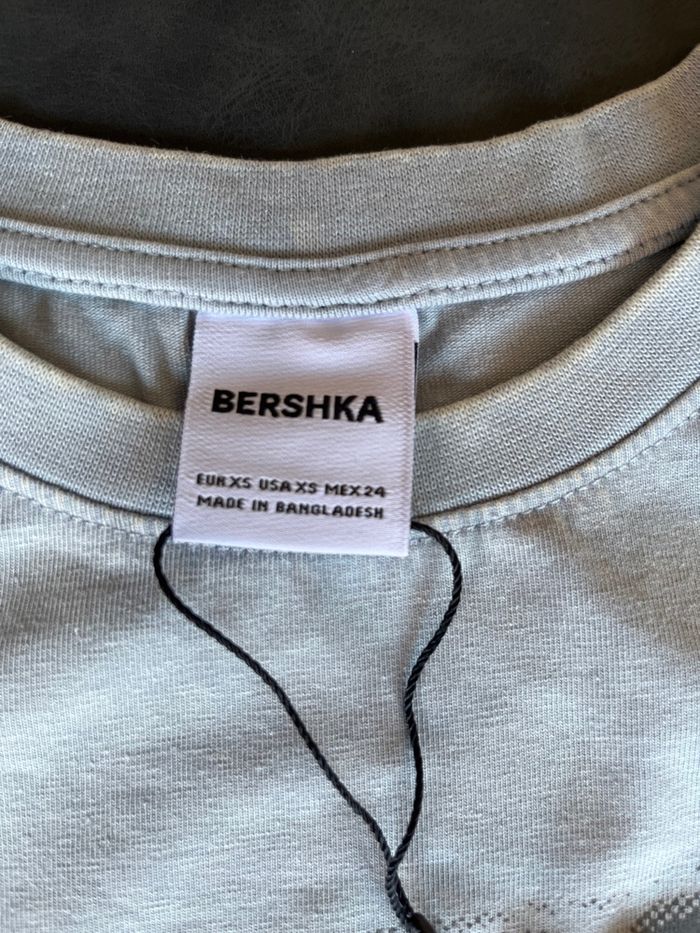 BERSHKA
EUR XS USA XS MEX 24
MADE IN BANGLADESH